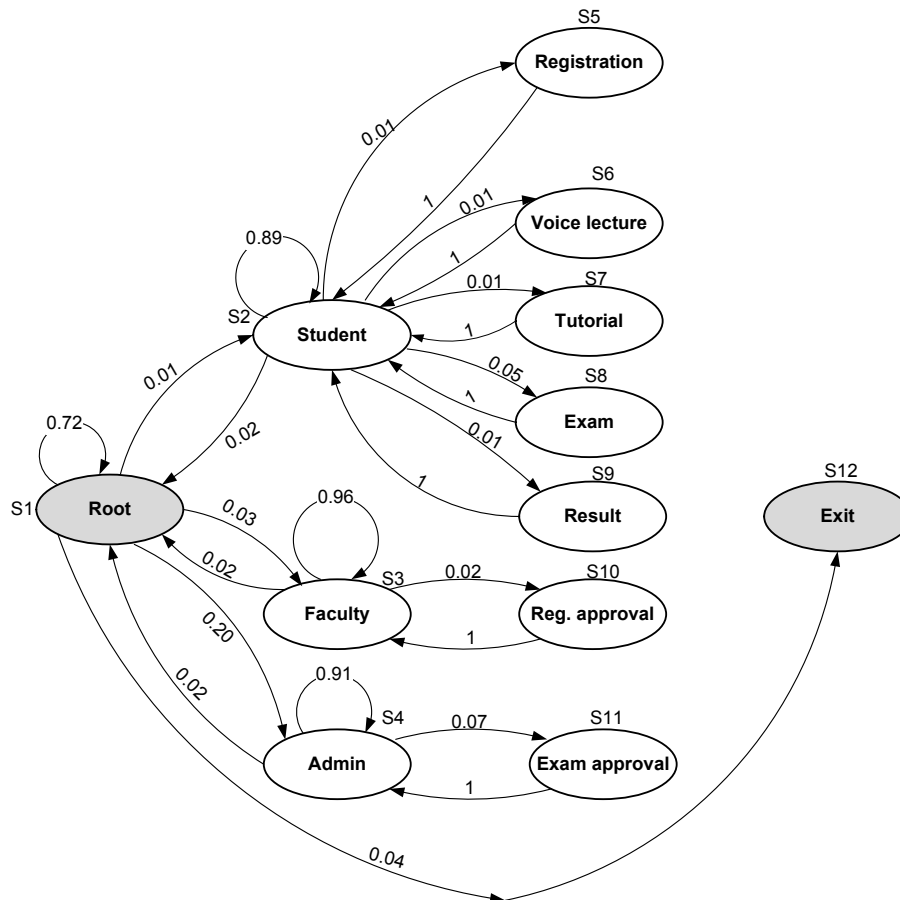 S5
Registration
0.01
1
S6
0.01
Voice lecture
1
0.89
S7
0.01
Tutorial
1
S2
Student
S8
0.05
Exam
1
0.01
0.02
0.01
S9
Result
1
0.72
S1
Root
S12
Exit
0.03
0.96
0.02
S3
0.02
S10
Faculty
Reg. approval
1
0.20
0.02
0.91
S4
0.07
S11
Admin
Exam approval
1
0.04